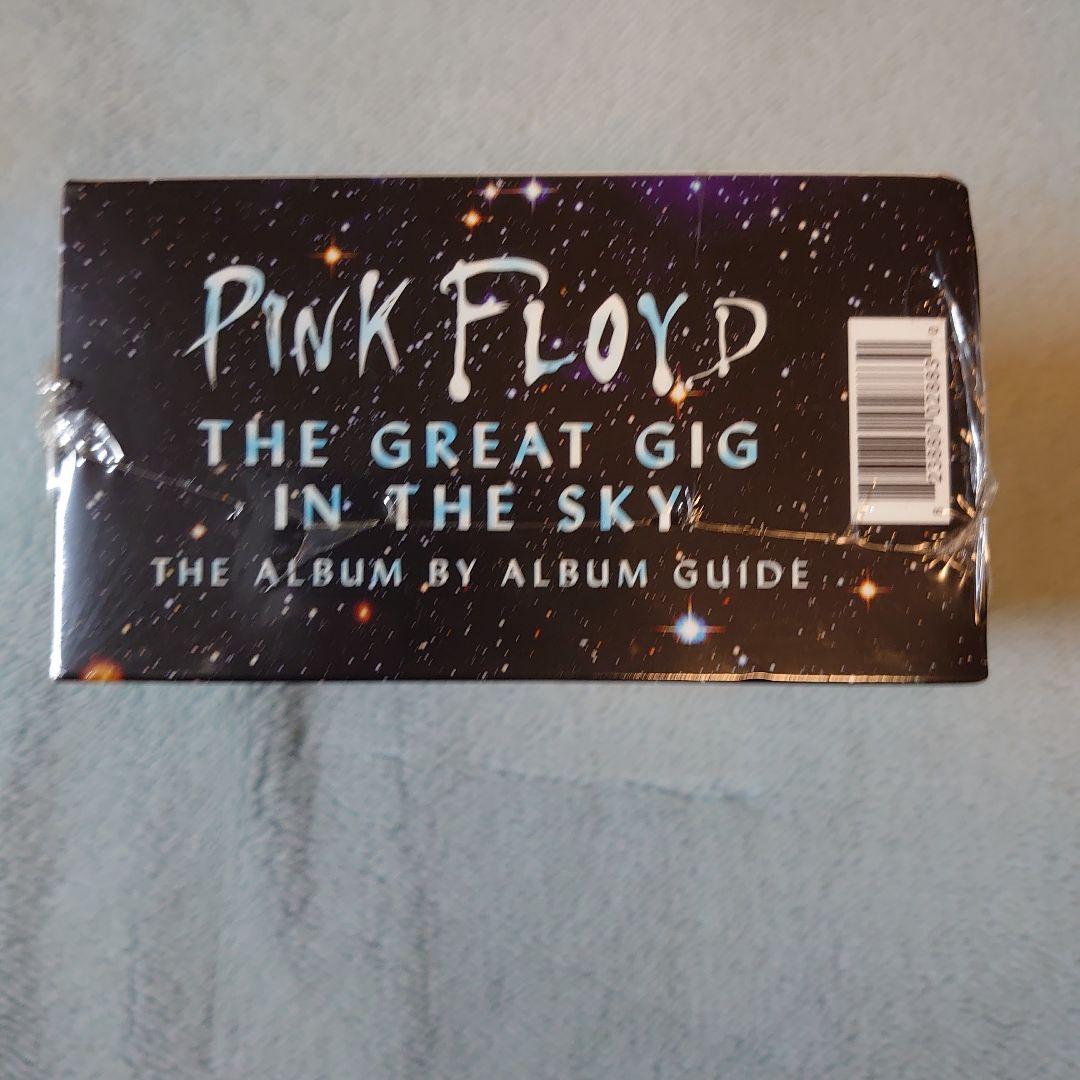 PINK FLOYD
THE GREAT GIG
IN THE SKY
THE ALBUM BY ALBUM GUIDE